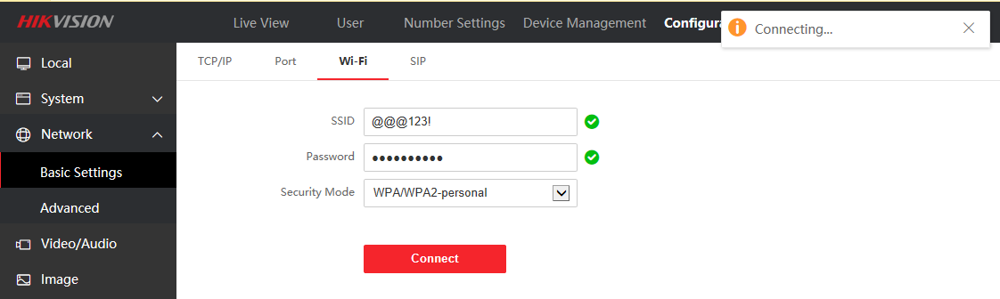 HIKVISION
Live View User Number Settings Device Management Configura
Connecting...
Local
System
Network
Basic Settings
Advanced
Video/Audio
Image
TCP/IP Port Wi-Fi SIP
SSID @@@123!
Password ●●●●●●●●●●
Security Mode WPA/WPA2-personal
Connect